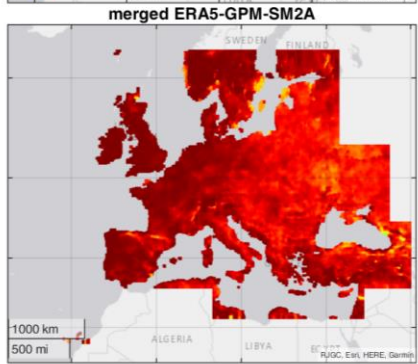 merged ERA5-GPM-SM2A
SWEDEN
FINLAND
1000 km
500 mi
ALGERIA
LIBYA
EGYPT
FUGC, Esri, HERE, Garmin